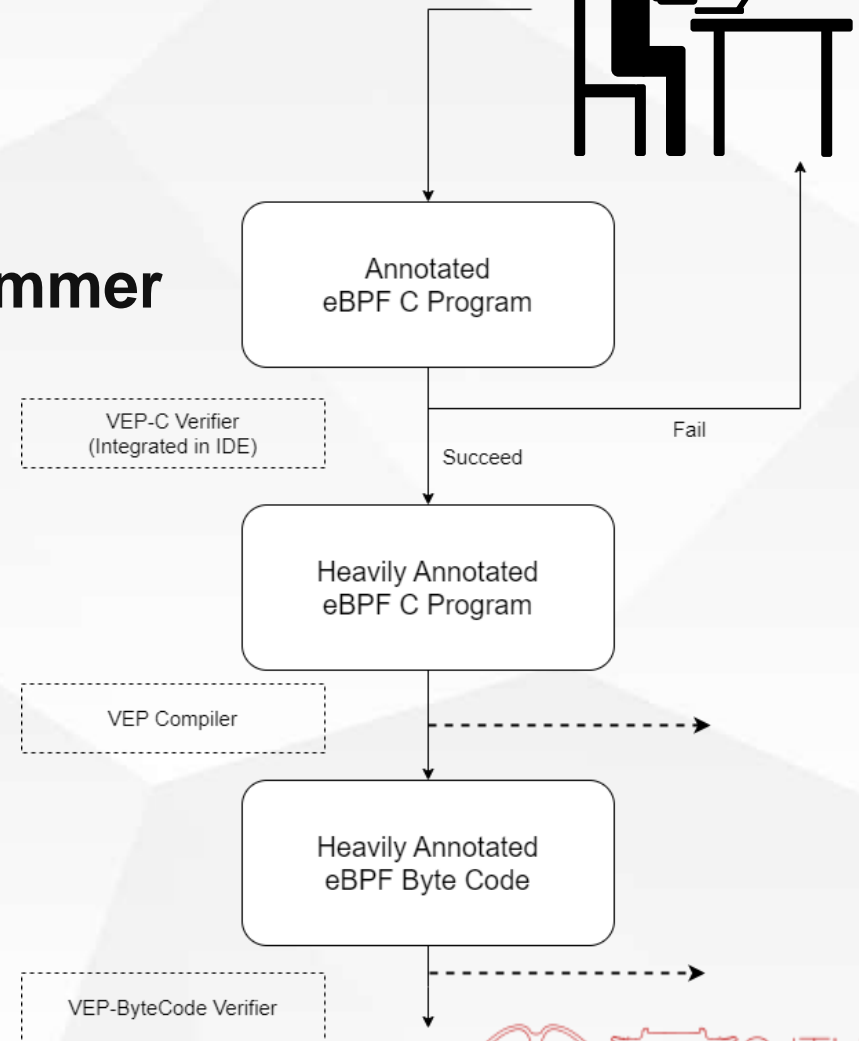 Annotated
eBPF C Program
mmer
VEP-C Verifier
(Integrated in IDE)
Fail
Succeed
Heavily Annotated
eBPF C Program
VEP Compiler
Heavily Annotated
eBPF Byte Code
VEP-ByteCode Verifier